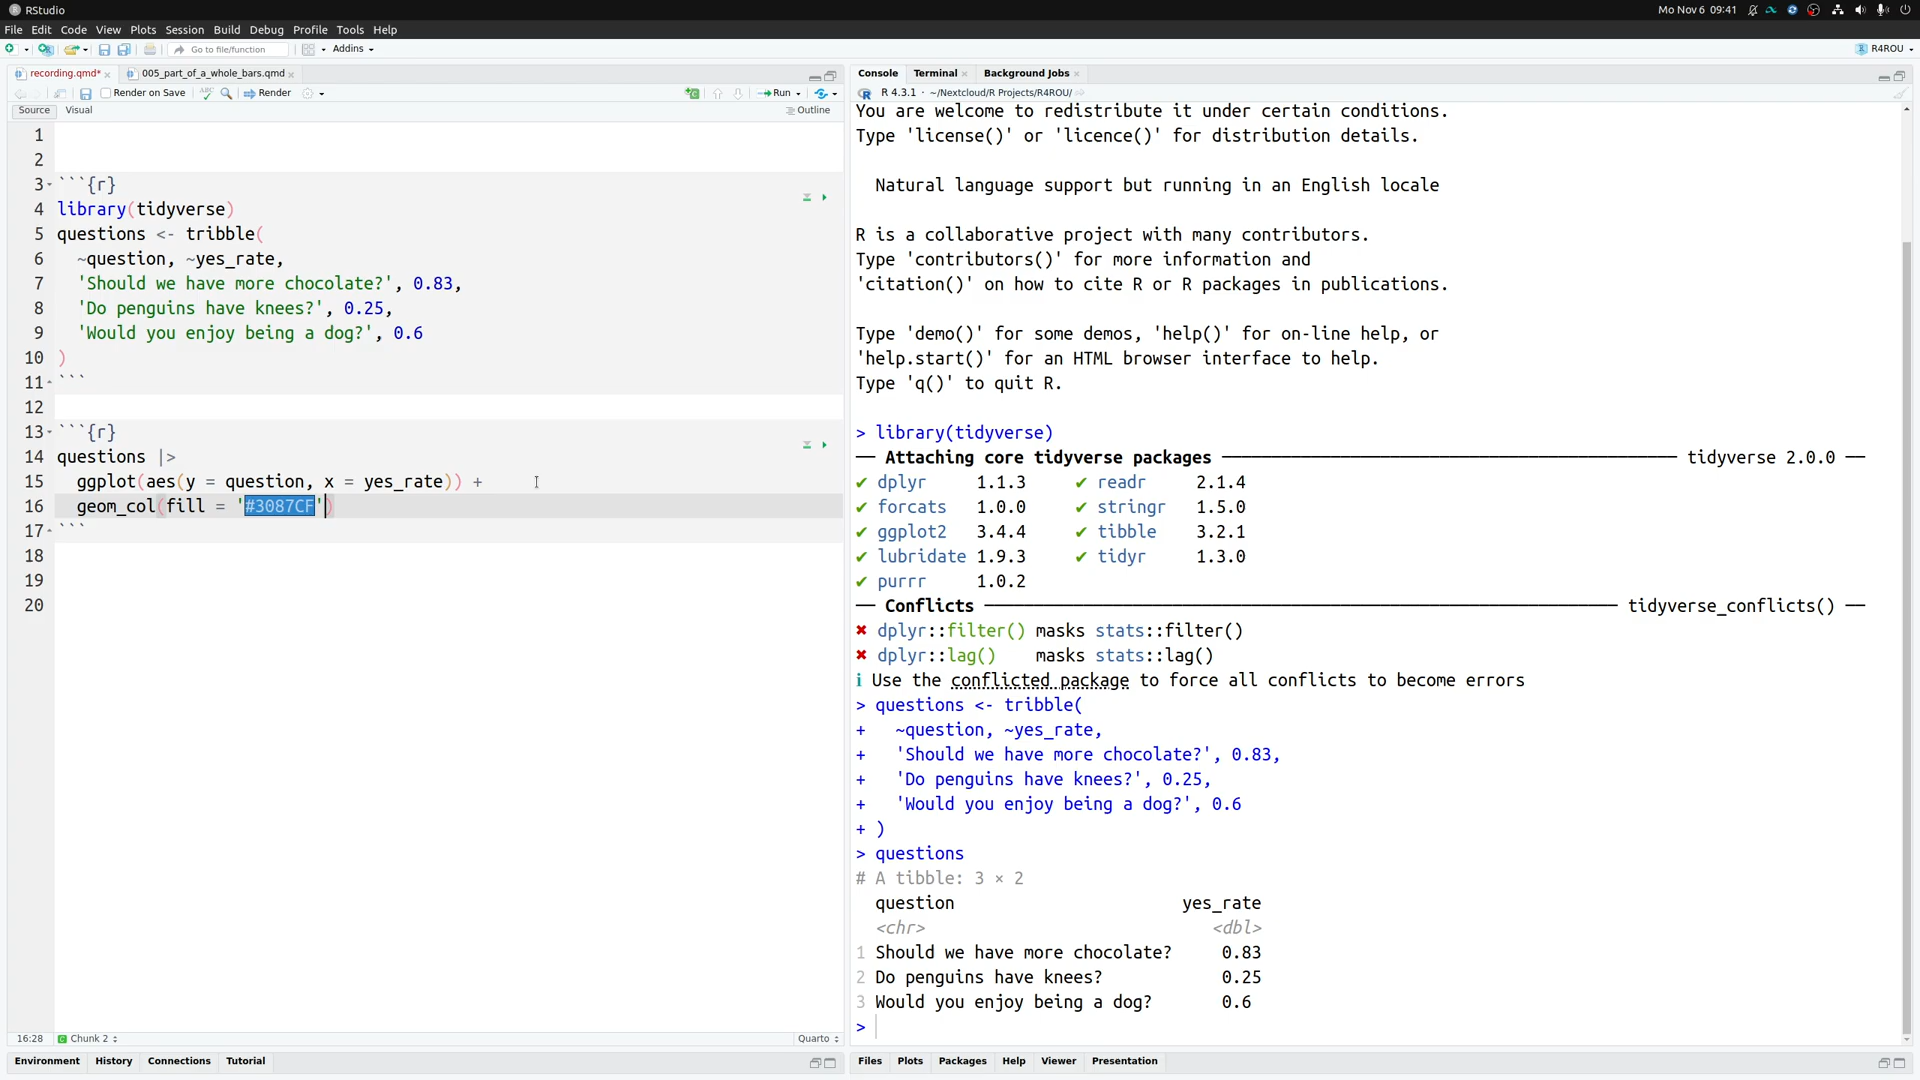 RStudio
Mo Nov 6 09:41
File Edit Code View Plots Session Build Debug Profile Tools Help
Go to file/function Addins R4ROU
recording.qmd* 005_part_of_a_whole_bars.qmd
Render on Save Render Run
Source Visual Outline
1
2
3 ```{r}
4 library(tidyverse)
5 questions <- tribble(
6 ~question, ~yes_rate,
7 'Should we have more chocolate?', 0.83,
8 'Do penguins have knees?', 0.25,
9 'Would you enjoy being a dog?', 0.6
10 )
11 ```
12
13 ```{r}
14 questions |>
15 ggplot(aes(y = question, x = yes_rate)) +
16 geom_col(fill = '#3087CF')
17 ```
18
19
20
16:28 Chunk 2 Quarto
Environment History Connections Tutorial
Console Terminal Background Jobs
R 4.3.1 · ~/Nextcloud/R Projects/R4ROU/
You are welcome to redistribute it under certain conditions.
Type 'license()' or 'licence()' for distribution details.
Natural language support but running in an English locale
R is a collaborative project with many contributors.
Type 'contributors()' for more information and
'citation()' on how to cite R or R packages in publications.
Type 'demo()' for some demos, 'help()' for on-line help, or
'help.start()' for an HTML browser interface to help.
Type 'q()' to quit R.
> library(tidyverse)
── Attaching core tidyverse packages ── tidyverse 2.0.0 ──
✔ dplyr 1.1.3 ✔ readr 2.1.4
✔ forcats 1.0.0 ✔ stringr 1.5.0
✔ ggplot2 3.4.4 ✔ tibble 3.2.1
✔ lubridate 1.9.3 ✔ tidyr 1.3.0
✔ purrr 1.0.2
── Conflicts ── tidyverse_conflicts() ──
✖ dplyr::filter() masks stats::filter()
✖ dplyr::lag() masks stats::lag()
ℹ Use the conflicted package to force all conflicts to become errors
> questions <- tribble(
+ ~question, ~yes_rate,
+ 'Should we have more chocolate?', 0.83,
+ 'Do penguins have knees?', 0.25,
+ 'Would you enjoy being a dog?', 0.6
+ )
> questions
# A tibble: 3 × 2
question yes_rate
<chr> <dbl>
1 Should we have more chocolate? 0.83
2 Do penguins have knees? 0.25
3 Would you enjoy being a dog? 0.6
>
Files Plots Packages Help Viewer Presentation